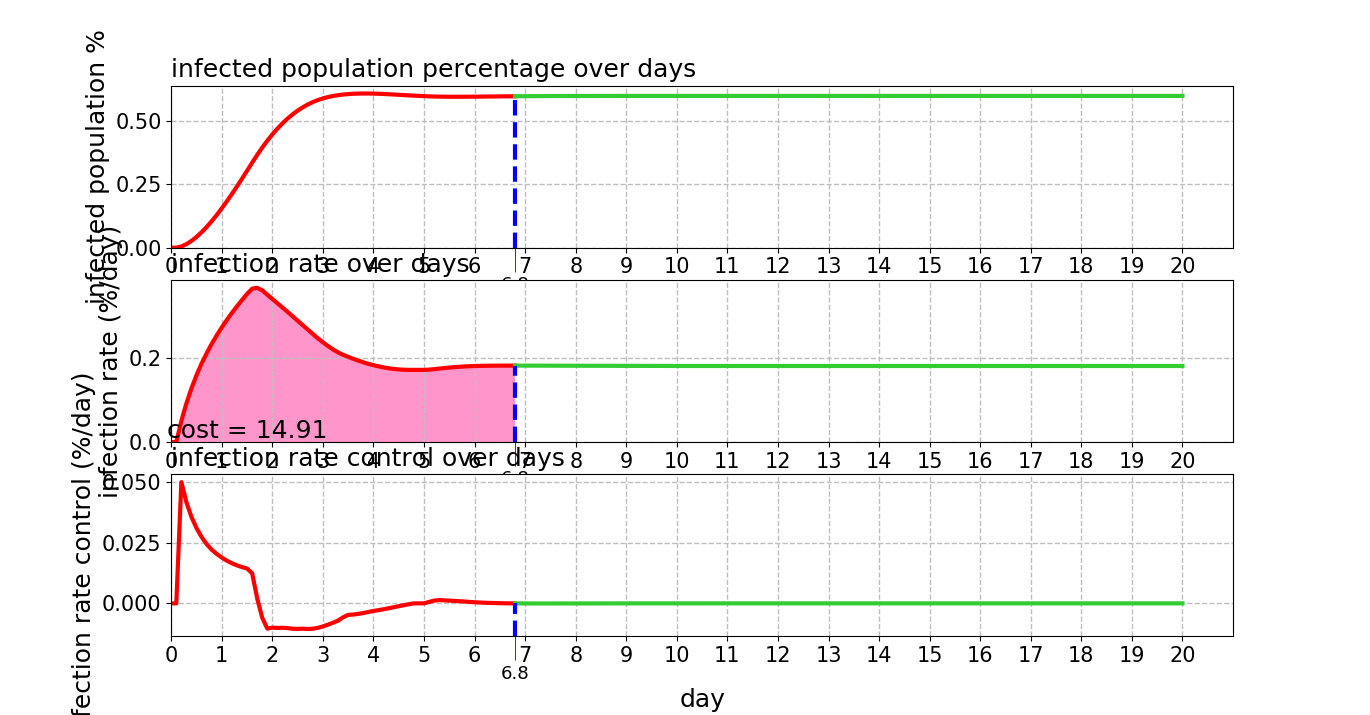 infected population percentage over days
infected population %
0.50
0.25
0.00
0 1 2 3 4 5 6 7 8 9 10 11 12 13 14 15 16 17 18 19 20
6.8
infection rate over days
infection rate (%/day)
0.2
0.0
cost = 14.91
0 1 2 3 4 5 6 7 8 9 10 11 12 13 14 15 16 17 18 19 20
6.8
infection rate control over days
fection rate control (%/day)
0.050
0.025
0.000
0 1 2 3 4 5 6 7 8 9 10 11 12 13 14 15 16 17 18 19 20
6.8
day